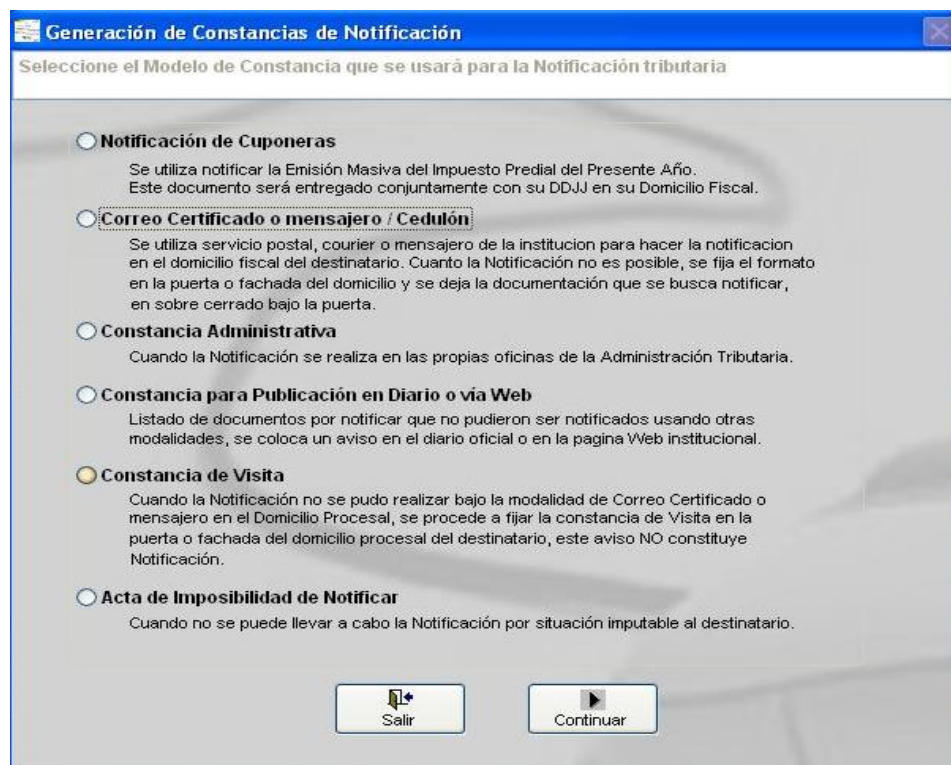 Generación de Constancias de Notificación
Seleccione el Modelo de Constancia que se usará para la Notificación tributaria
Notificación de Cuponeras
Se utiliza notificar la Emisión Masiva del Impuesto Predial del Presente Año.
Este documento será entregado conjuntamente con su DDJJ en su Domicilio Fiscal.
Correo Certificado o mensajero / Cedulón
Se utiliza servicio postal, courier o mensajero de la institucion para hacer la notificacion
en el domicilio fiscal del destinatario. Cuanto la Notificación no es posible, se fija el formato
en la puerta o fachada del domicilio y se deja la documentación que se busca notificar,
en sobre cerrado bajo la puerta.
Constancia Administrativa
Cuando la Notificación se realiza en las propias oficinas de la Administración Tributaria.
Constancia para Publicación en Diario o vía Web
Listado de documentos por notificar que no pudieron ser notificados usando otras
modalidades, se coloca un aviso en el diario oficial o en la pagina Web institucional.
Constancia de Visita
Cuando la Notificación no se pudo realizar bajo la modalidad de Correo Certificado o
mensajero en el Domicilio Procesal, se procede a fijar la constancia de Visita en la
puerta o fachada del domicilio procesal del destinatario, este aviso NO constituye
Notificación.
Acta de Imposibilidad de Notificar
Cuando no se puede llevar a cabo la Notificación por situación imputable al destinatario.
Salir
Continuar